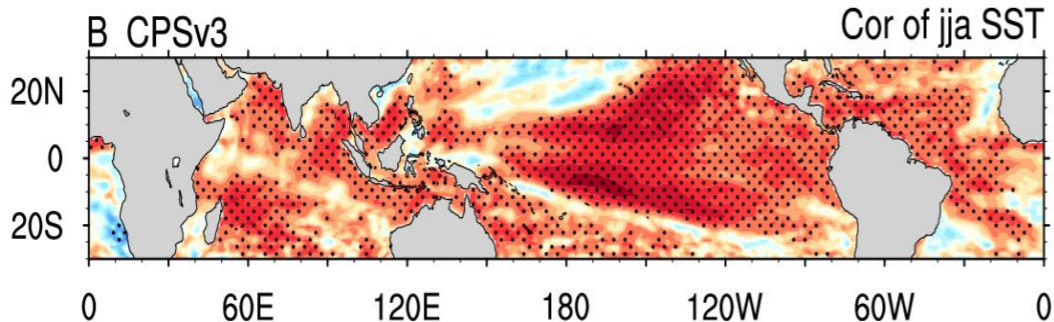 B CPSv3
Cor of jja SST
20N
0
20S
0 60E 120E 180 120W 60W 0